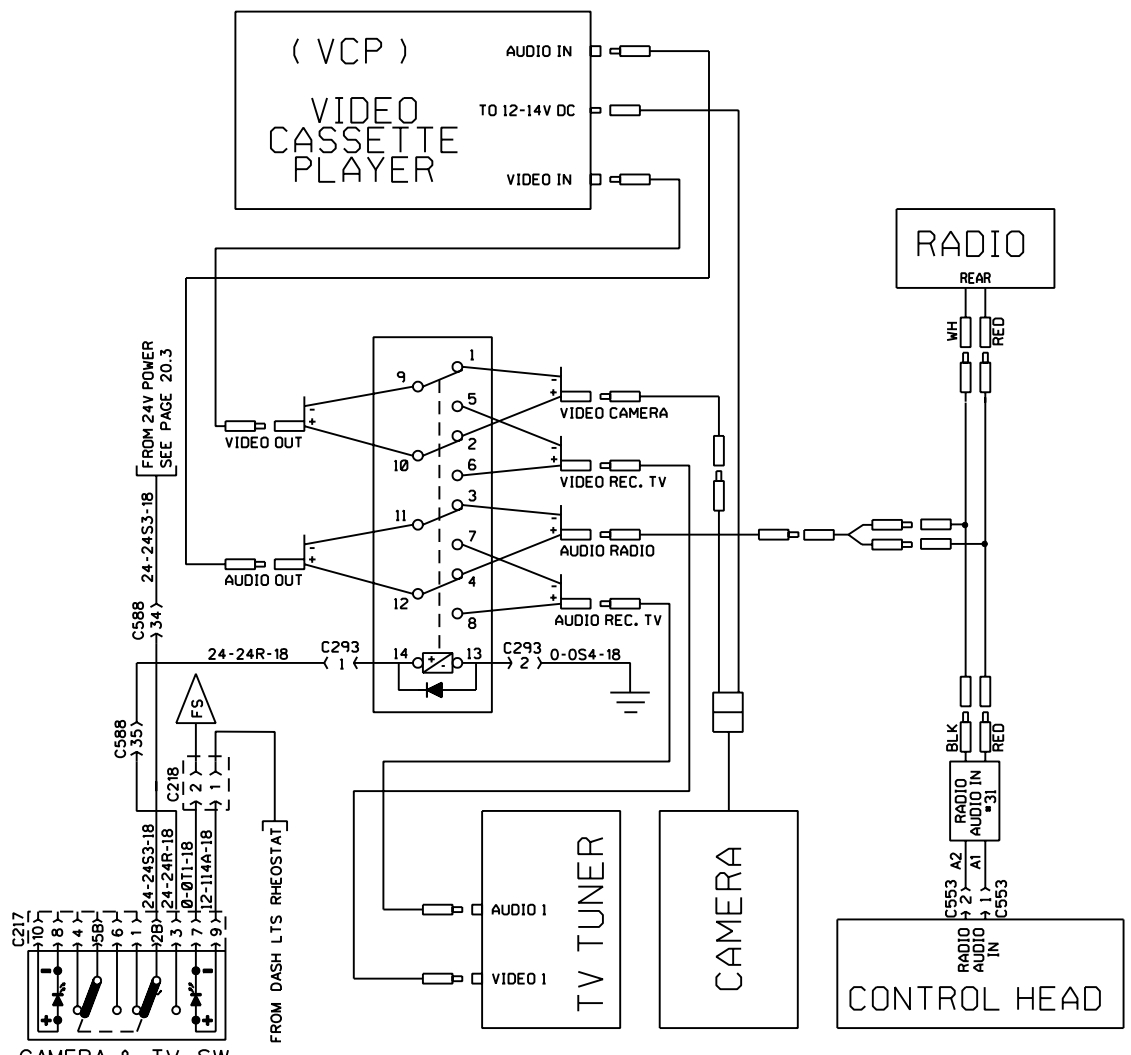 ( VCP )
VIDEO
CASSETTE
PLAYER
AUDIO IN
TO 12-14V DC
VIDEO IN
RADIO
REAR
WH
RED
FROM 24V POWER
SEE PAGE 20.3
24-24S3-18
C588
34
VIDEO OUT
- 
+
AUDIO OUT
-
+
9
10
11
12
1
5
2
6
3
7
4
8
-
+
VIDEO CAMERA
-
+
VIDEO REC. TV
-
+
AUDIO RADIO
-
+
AUDIO REC. TV
24-24R-18
C293
1
14
+
-
13
C293
2
0-0S4-18
FS
C588
35
C218
2
1
BLK
RED
RADIO
AUDIO IN
#31
A2
A1
C553
2
1
C553
RADIO
AUDIO
IN
CONTROL HEAD
24-24S3-18
24-24R-18
0-0T1-18
12-114A-18
FROM DASH LTS RHEOSTAT
C217
10
8
4
5B
6
1
2B
3
7
9
-
+
-
+
CAMERA & TV SW
AUDIO 1
VIDEO 1
TV TUNER
CAMERA